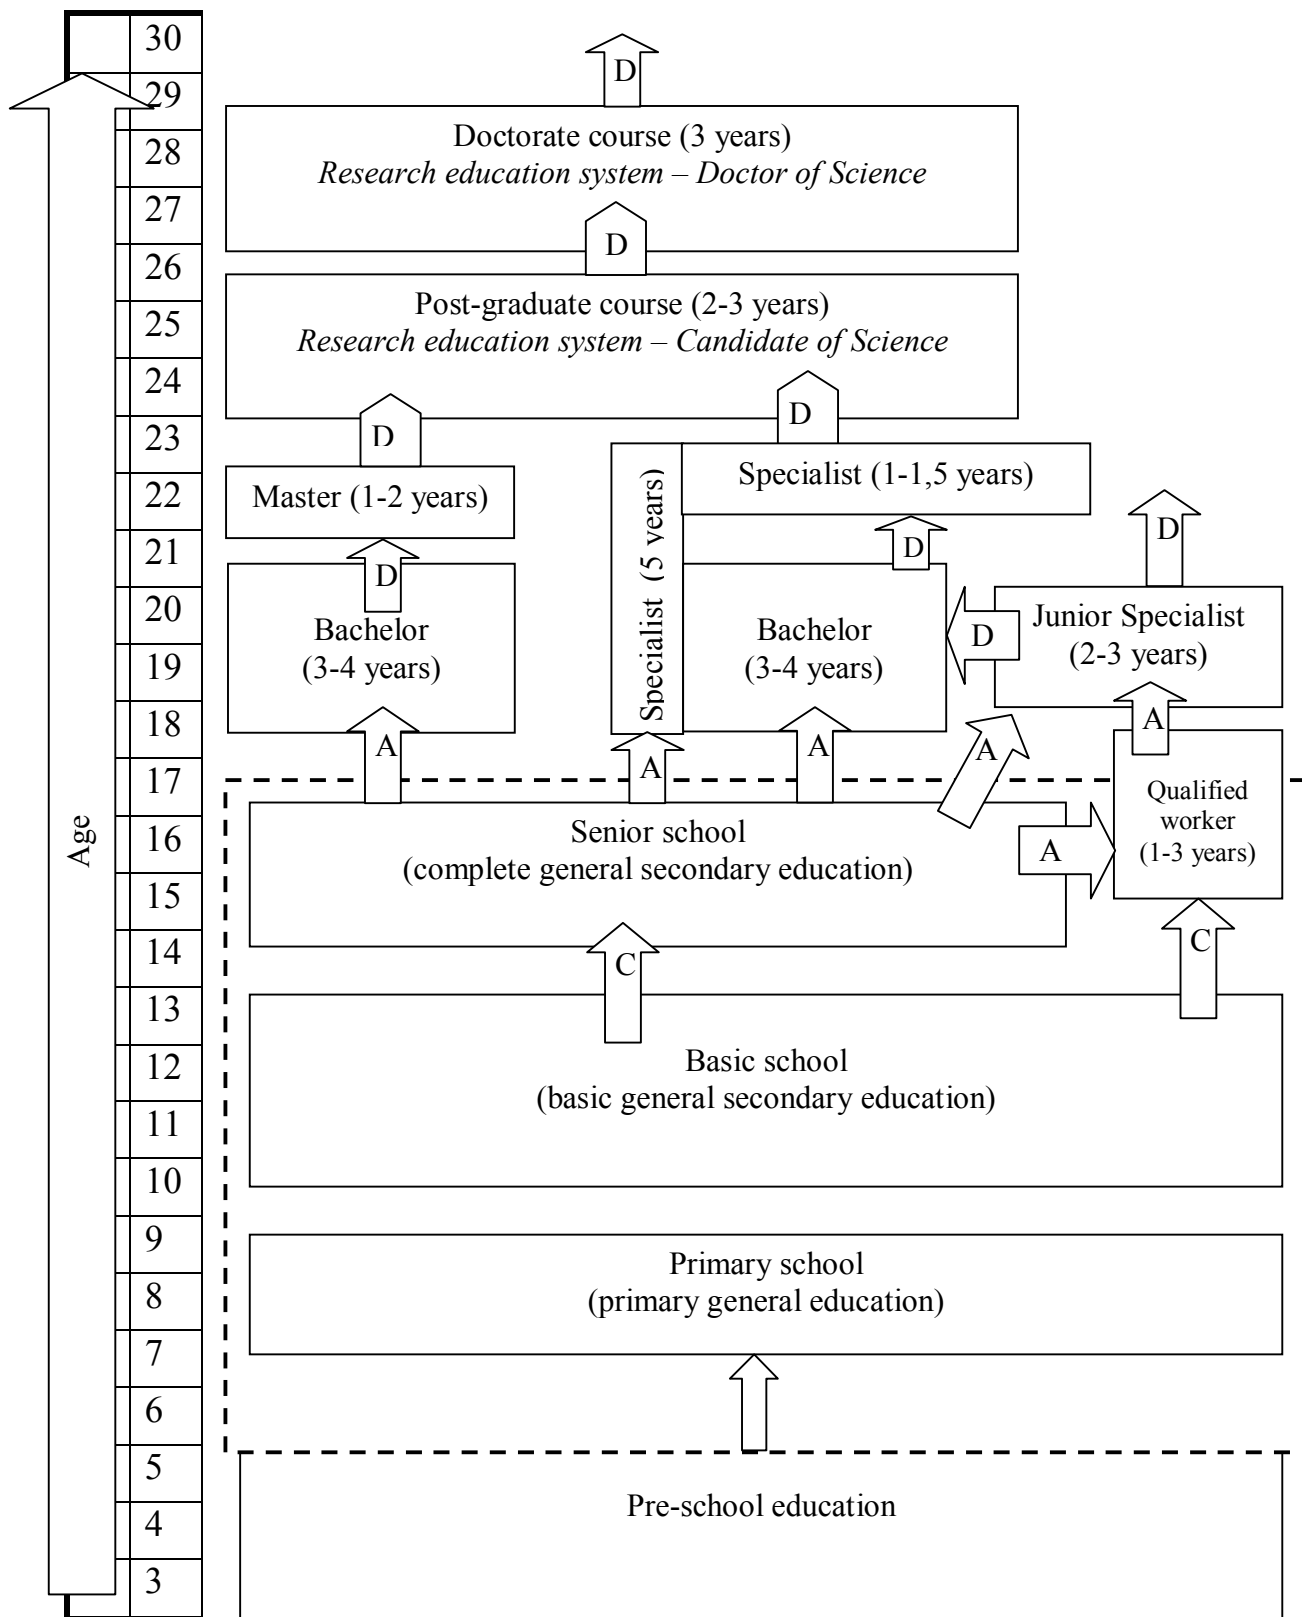 30
29
28
27
26
25
24
23
22
21
20
19
18
17
16
15
14
13
12
11
10
9
8
7
6
5
4
3
Age
D
Doctorate course (3 years)
Research education system – Doctor of Science
D
Post-graduate course (2-3 years)
Research education system – Candidate of Science
D
D
Master (1-2 years)
Specialist (5 years)
Specialist (1-1,5 years)
D
D
D
Bachelor
(3-4 years)
Bachelor
(3-4 years)
D
Junior Specialist
(2-3 years)
A
A
A
A
A
Senior school
(complete general secondary education)
A
Qualified
worker
(1-3 years)
C
C
Basic school
(basic general secondary education)
Primary school
(primary general education)
Pre-school education